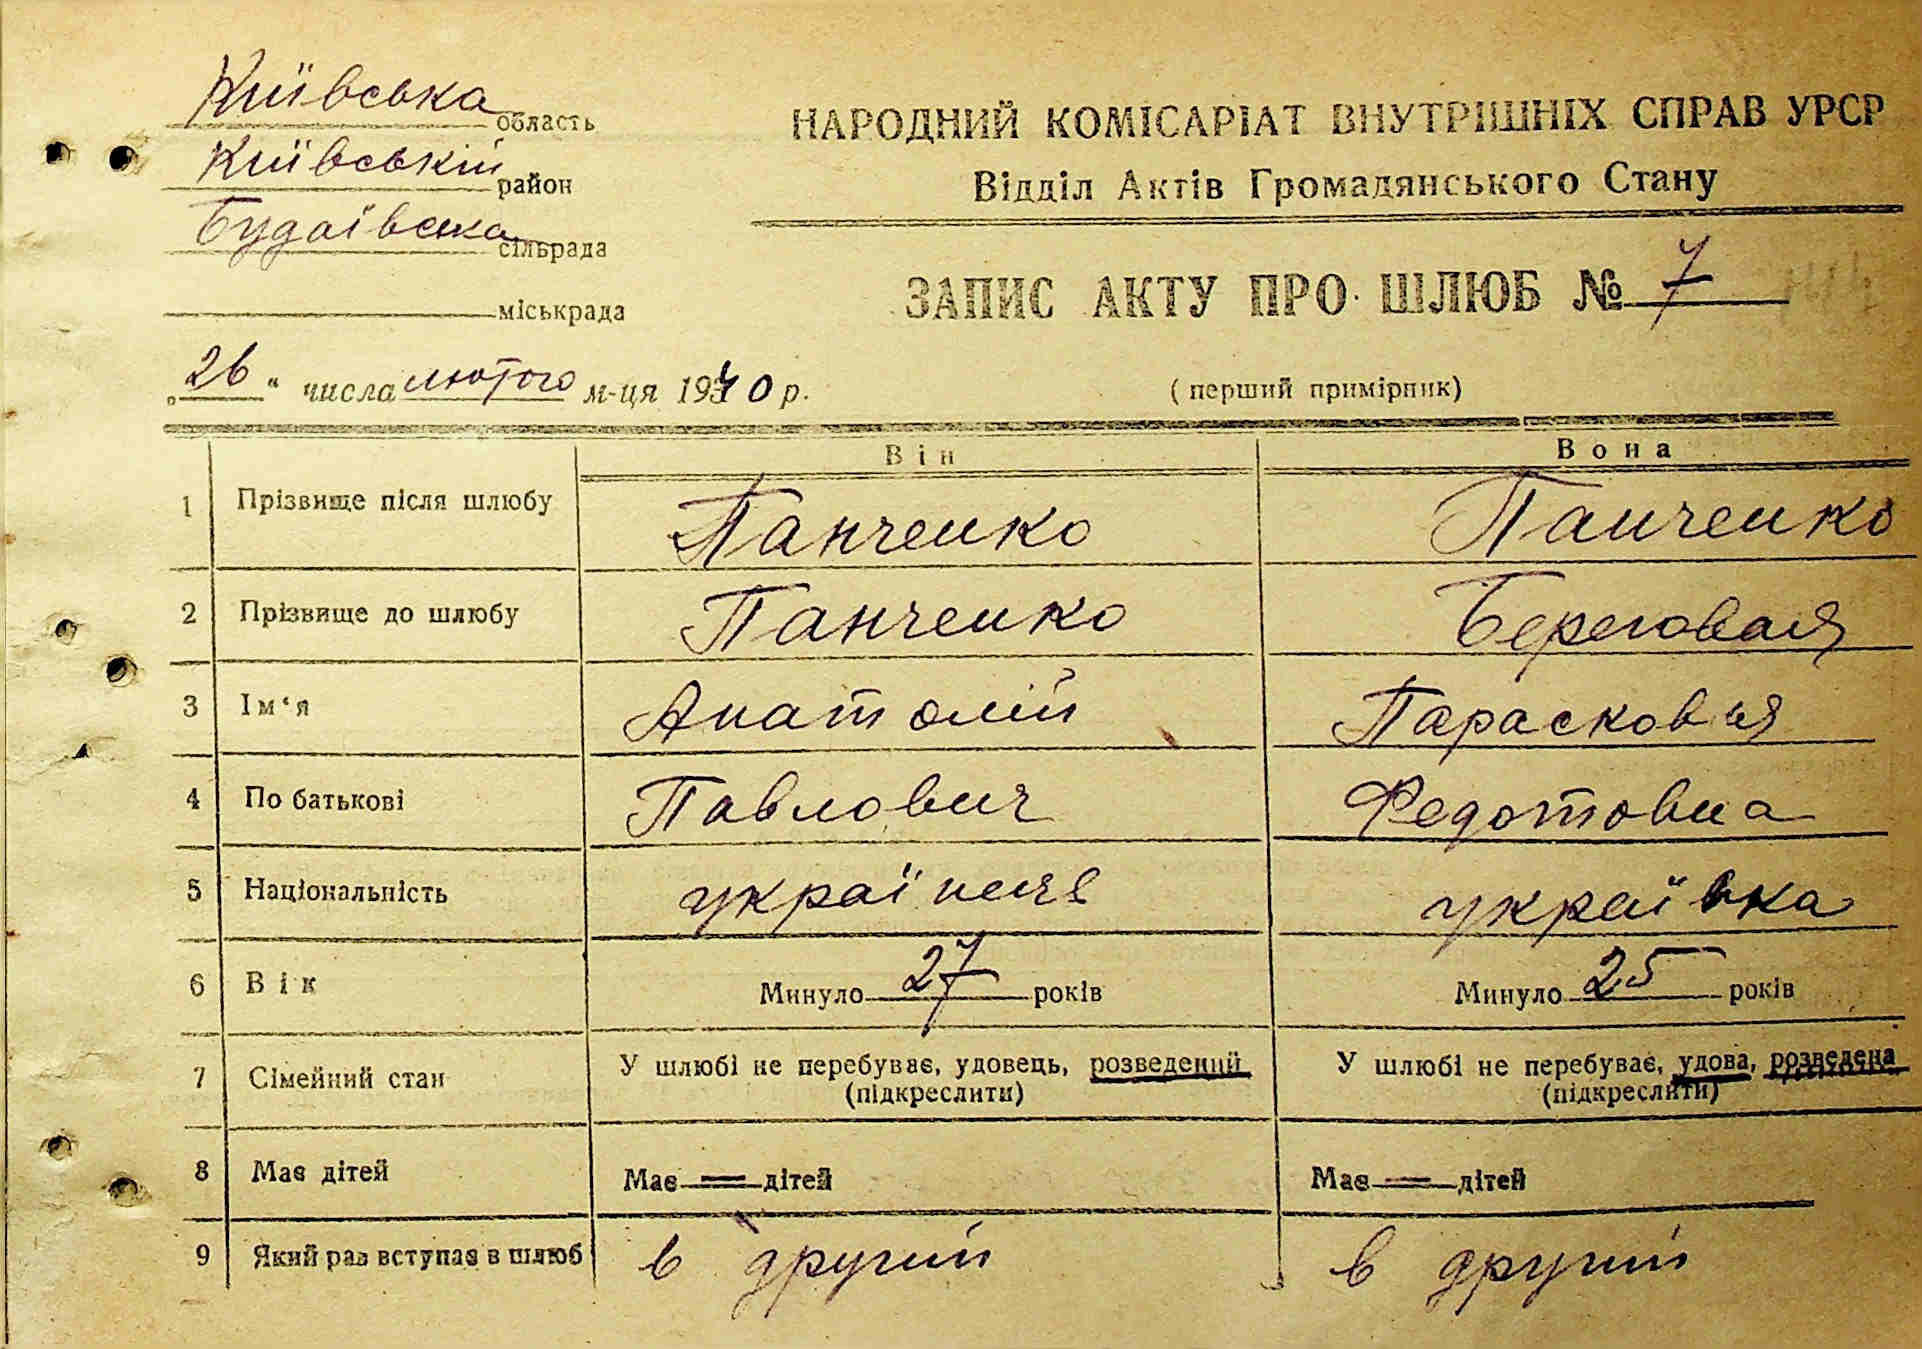 Київська область
Київській район
Будаївська сільрада
міськрада
НАРОДНИЙ КОМІСАРІАТ ВНУТРІШНІХ СПРАВ УРСР
Відділ Актів Громадянського Стану
ЗАПИС АКТУ ПРО ШЛЮБ № 7
„26“ числа лютого м-ця 1940 р.
(перший примірник)
Він Вона
1 Прізвище після шлюбу Панченко Панченко
2 Прізвище до шлюбу Панченко Береговая
3 Ім‘я Анатолій Парасковья
4 По батькові Павлович Федотовна
5 Національність українець украївка
6 Вік Минуло 27 років Минуло 25 років
7 Сімейний стан У шлюбі не перебуває, удовець, розведений У шлюбі не перебуває, удова, розведена
(підкреслити) (підкреслити)
8 Має дітей Має — дітей Має — дітей
9 Який раз вступає в шлюб в другий в другий